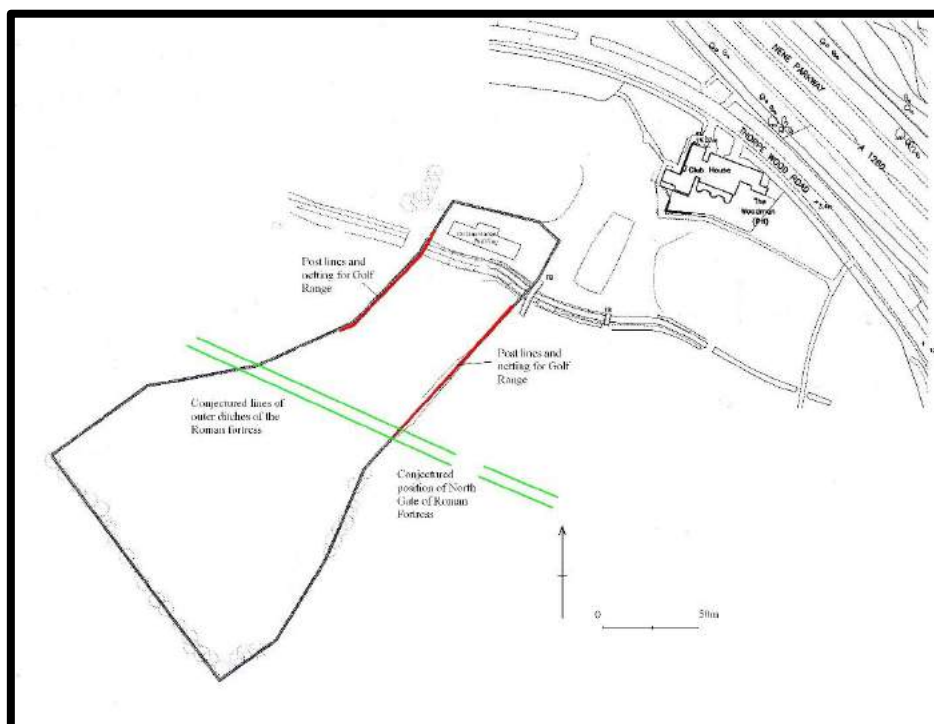 NENE PARKWAY
A 1260
THORPE WOOD ROAD
Club House
The
Woodman
(PH)
Post lines and
netting for Golf
Range
FB
Post lines and
netting for Golf
Range
Conjectured lines of
outer ditches of the
Roman fortress
Conjectured
position of North
Gate of Roman
Fortress
0
50m